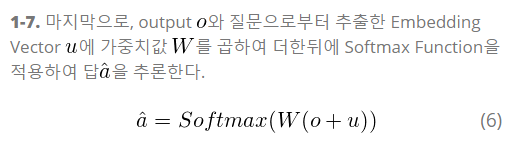 1-7. 마지막으로, output o와 질문으로부터 추출한 Embedding
Vector u에 가중치값 W를 곱하여 더한뒤에 Softmax Function을
적용하여 답â을 추론한다.
â = Softmax(W(o + u)) (6)